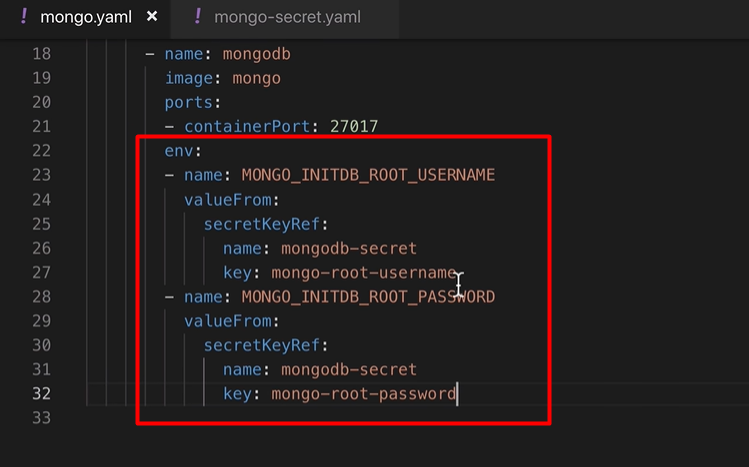 ! mongo.yaml × ! mongo-secret.yaml
18 - name: mongodb
19 image: mongo
20 ports:
21 - containerPort: 27017
22 env:
23 - name: MONGO_INITDB_ROOT_USERNAME
24 valueFrom:
25 secretKeyRef:
26 name: mongodb-secret
27 key: mongo-root-username
28 - name: MONGO_INITDB_ROOT_PASSWORD
29 valueFrom:
30 secretKeyRef:
31 name: mongodb-secret
32 key: mongo-root-password
33